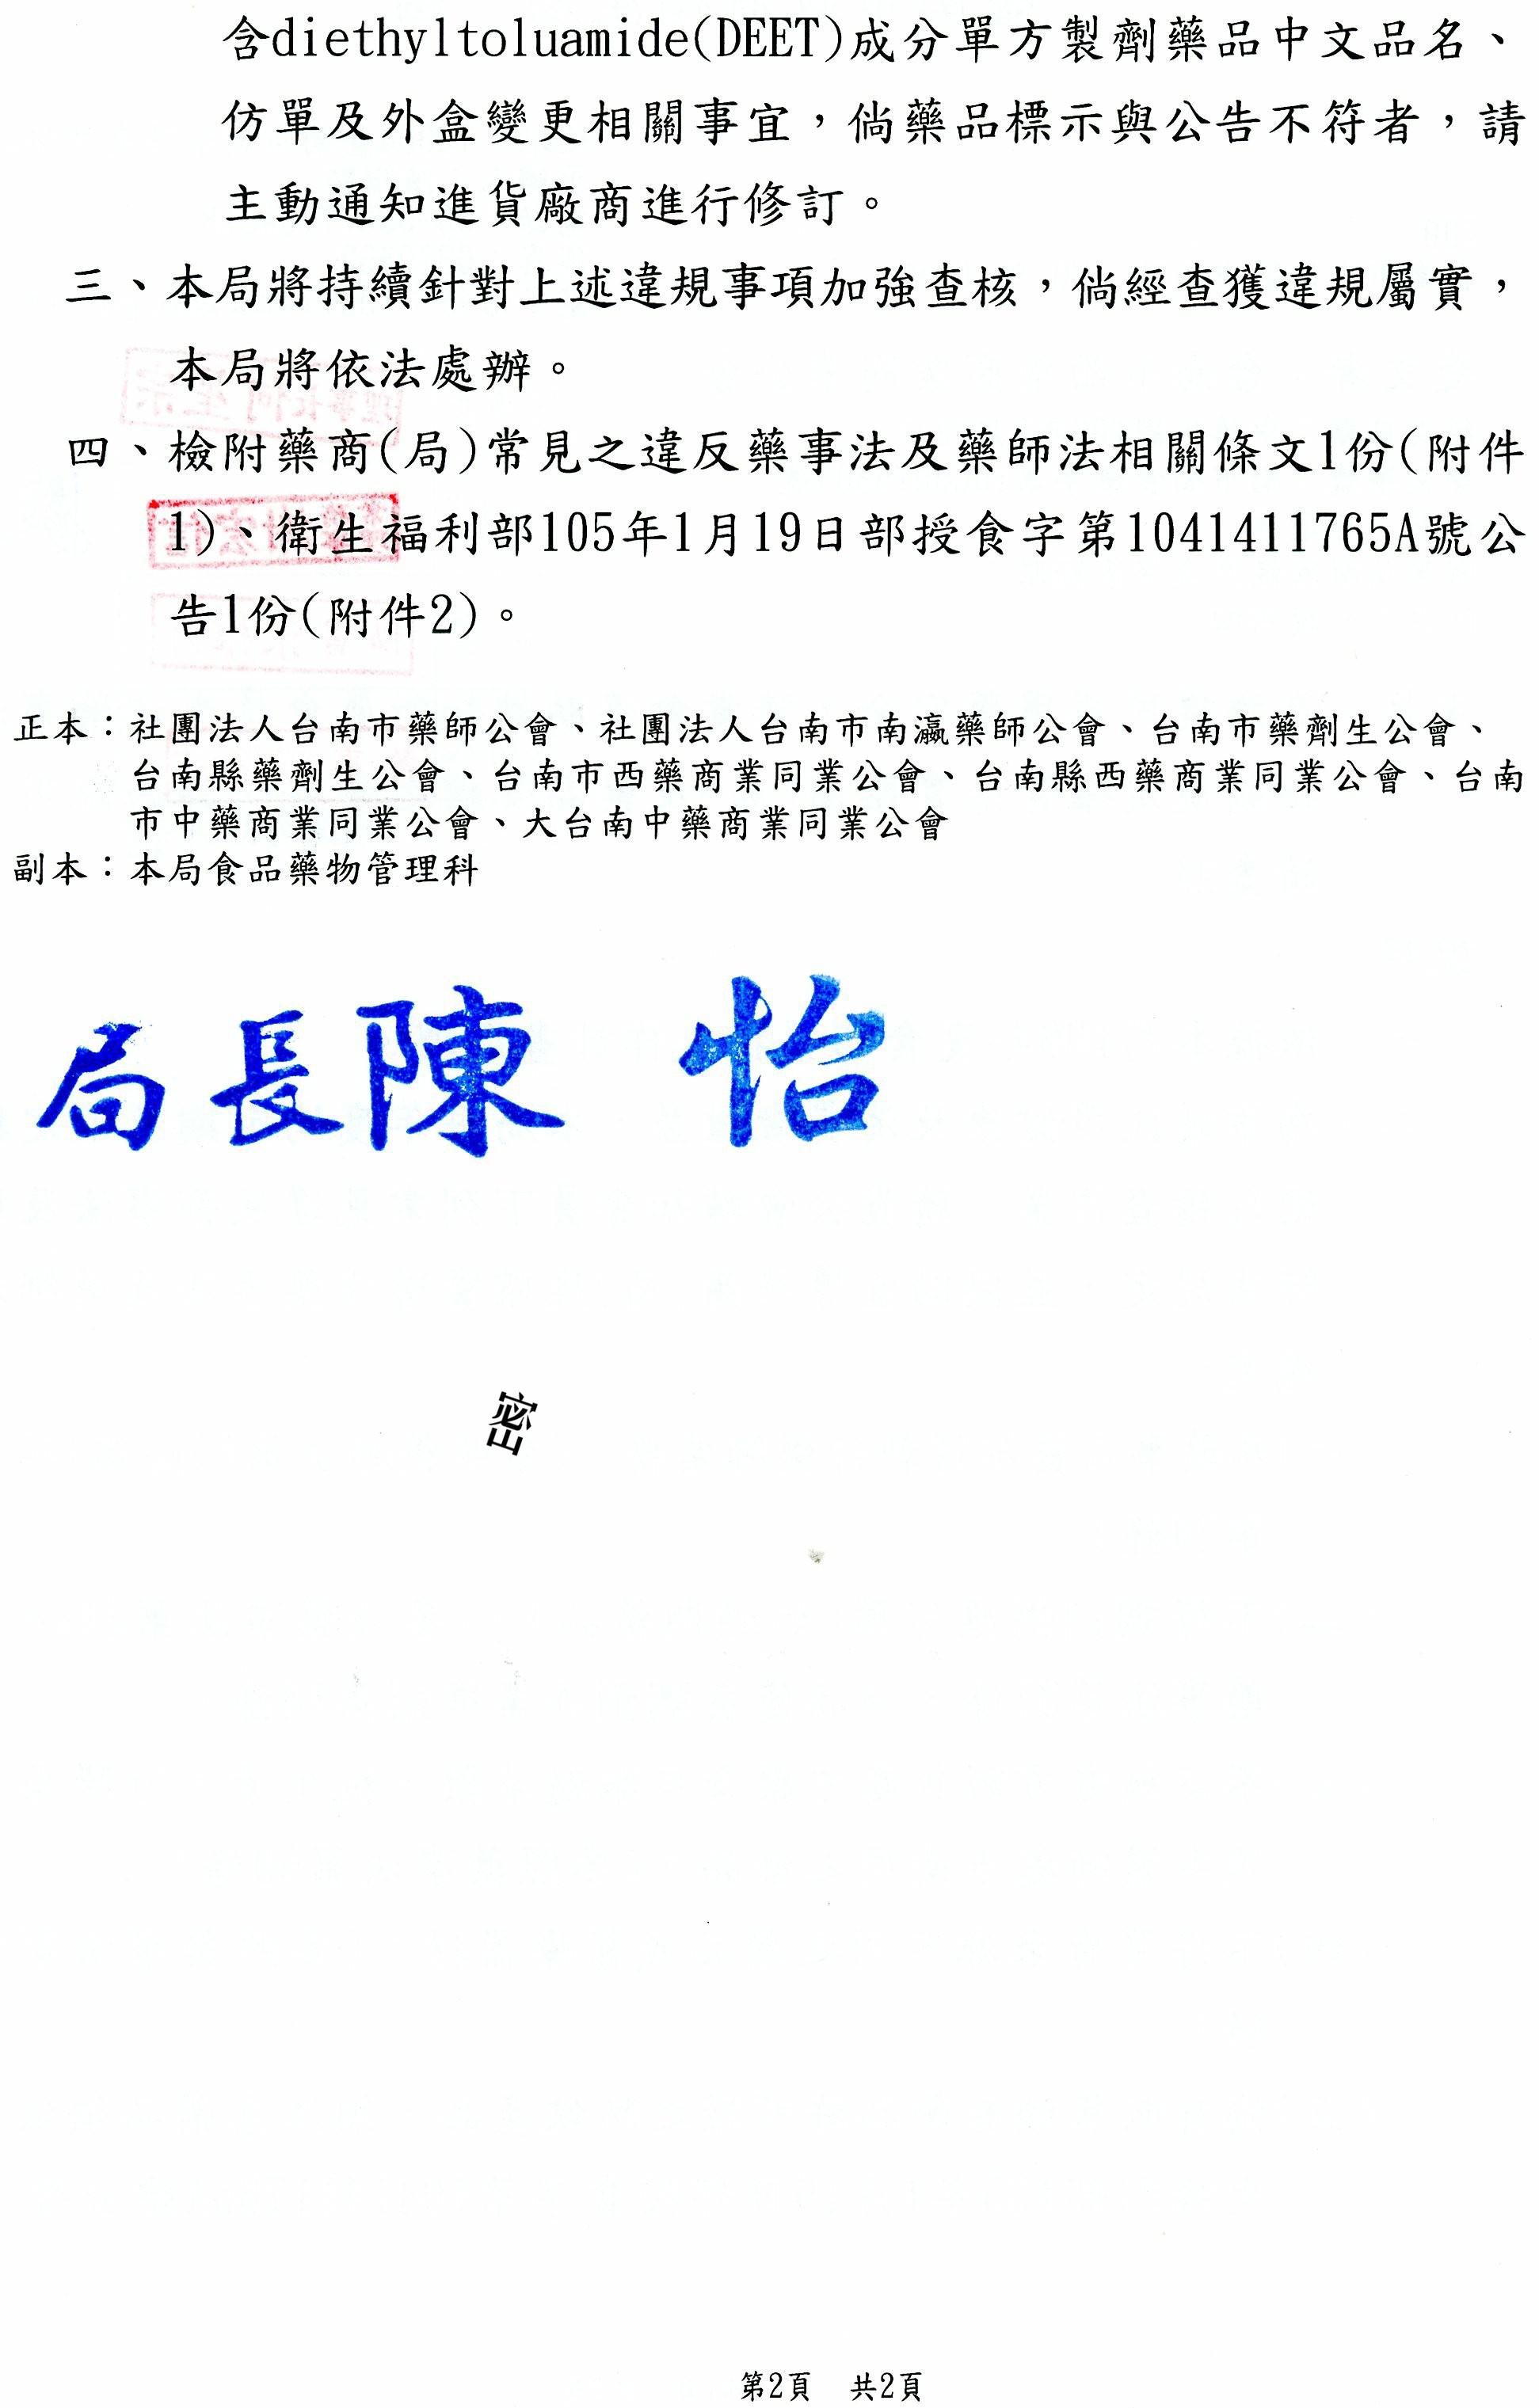 含diethyltoluamide(DEET)成分單方製劑藥品中文品名、
仿單及外盒變更相關事宜，倘藥品標示與公告不符者，請
主動通知進貨廠商進行修訂。
三、本局將持續針對上述違規事項加強查核，倘經查獲違規屬實，
本局將依法處辦。
四、檢附藥商(局)常見之違反藥事法及藥師法相關條文1份(附件
1)、衛生福利部105年1月19日部授食字第1041411765A號公
告1份(附件2)。
正本：社團法人台南市藥師公會、社團法人台南市南瀛藥師公會、台南市藥劑生公會、
台南縣藥劑生公會、台南市西藥商業同業公會、台南縣西藥商業同業公會、台南
市中藥商業同業公會、大台南中藥商業同業公會
副本：本局食品藥物管理科
局長陳 怡
密
第2頁 共2頁